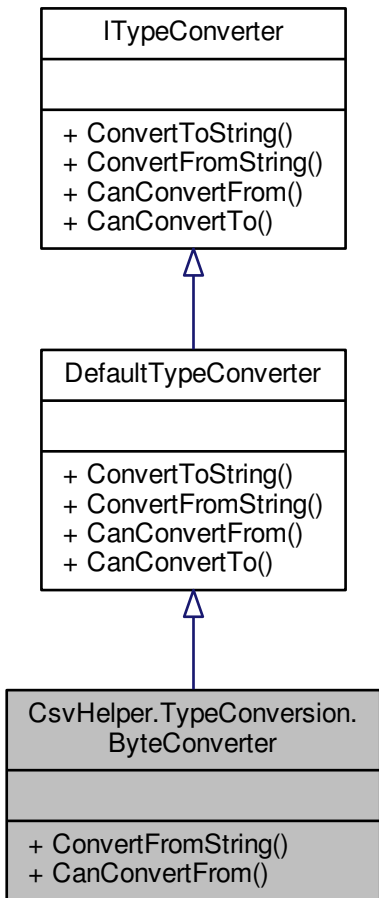 ITypeConverter
+ ConvertToString()
+ ConvertFromString()
+ CanConvertFrom()
+ CanConvertTo()
DefaultTypeConverter
+ ConvertToString()
+ ConvertFromString()
+ CanConvertFrom()
+ CanConvertTo()
CsvHelper.TypeConversion.
ByteConverter
+ ConvertFromString()
+ CanConvertFrom()